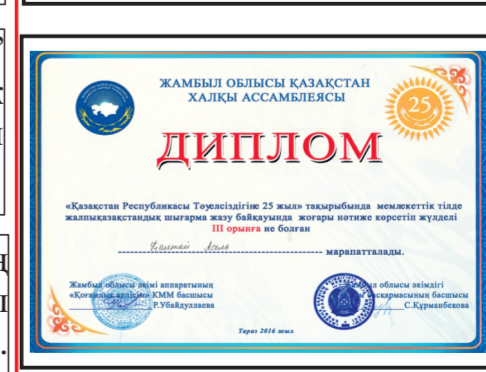 ЖАМБЫЛ ОБЛЫСЫ ҚАЗАҚСТАН
ХАЛҚЫ АССАМБЛЕЯСЫ
25
ДИПЛОМ
«Қазақстан Республикасы Тәуелсіздігіне 25 жыл» тақырыбында мемлекеттік тілде
жалпықазақстандық шығарма жазу байқауында жоғары нәтиже көрсетіп жүлделі
III орынға ие болған
марапатталады.
Жамбыл облысы әкімі аппаратының
«Қоғамдық келісім» КММ басшысы
Р.Убайдуллаева
Жамбыл облысы әкімдігі
басқармасының басшысы
С.Құрманбекова
Тараз 2016 жыл